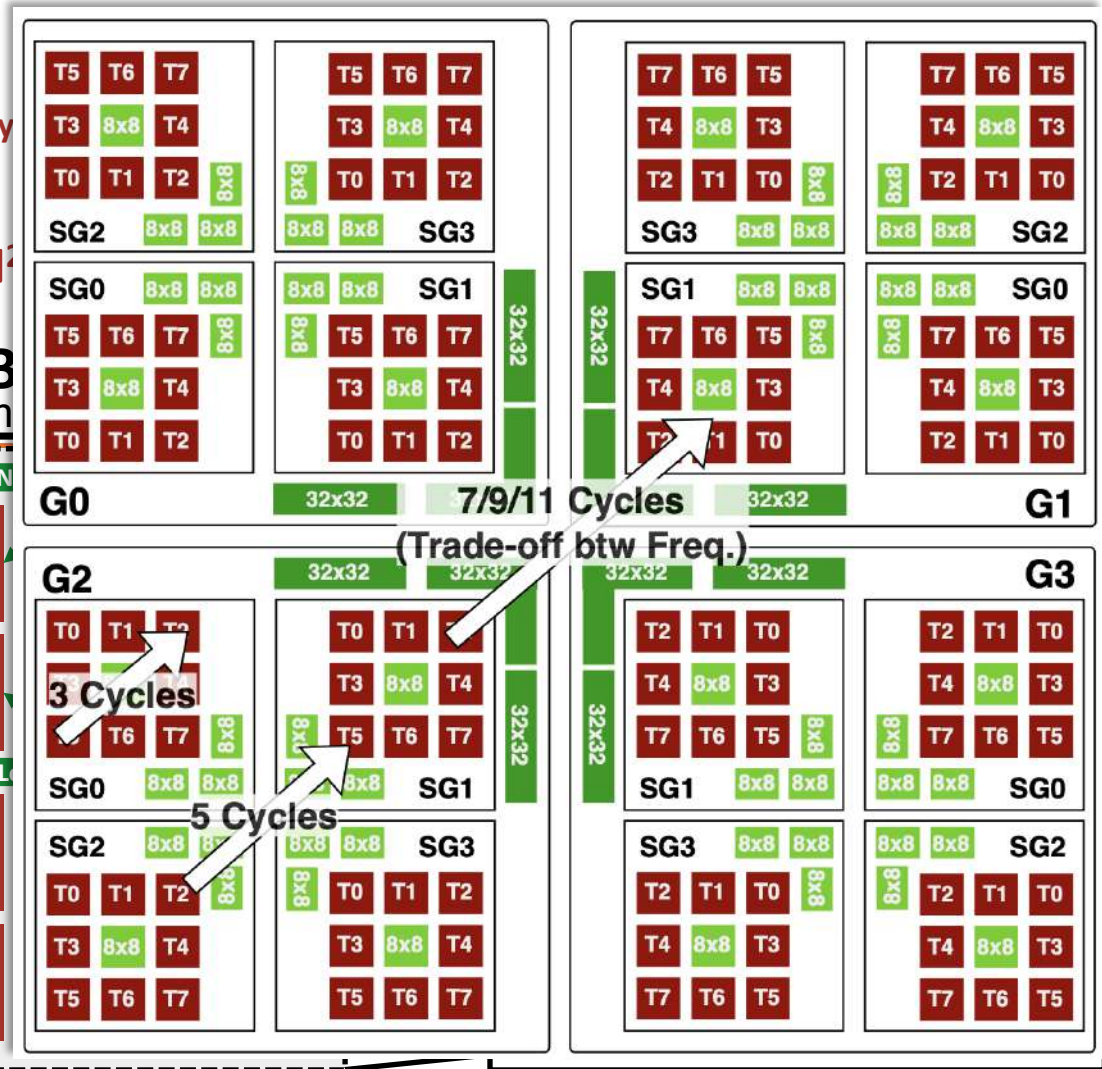 T5 T6 T7 T5 T6 T7 T7 T6 T5 T7 T6 T5
T3 8x8 T4 T3 8x8 T4 T4 8x8 T3 T4 8x8 T3
T0 T1 T2 8x8 8x8 T0 T1 T2 T2 T1 T0 8x8 8x8 T2 T1 T0
SG2 8x8 8x8 8x8 8x8 SG3 SG3 8x8 8x8 8x8 8x8 SG2
SG0 8x8 8x8 8x8 8x8 SG1 SG1 8x8 8x8 8x8 8x8 SG0
T5 T6 T7 8x8 8x8 T5 T6 T7 32x32 32x32 T7 T6 T5 8x8 8x8 T7 T6 T5
T3 8x8 T4 T3 8x8 T4 T4 8x8 T3 T4 8x8 T3
T0 T1 T2 T0 T1 T2 T2 T1 T0 T2 T1 T0
G0 32x32 7/9/11 Cycles 32x32 G1
(Trade-off btw Freq.)
G2 32x32 32x32 32x32 32x32 G3
T0 T1 T2 T0 T1 T2 T1 T0 T2 T1 T0
T3 8x8 T4 T4 8x8 T3 T4 8x8 T3
3 Cycles
T6 T7 8x8 8x8 T5 T6 T7 32x32 32x32 T7 T6 T5 8x8 8x8 T7 T6 T5
SG0 8x8 8x8 8x8 SG1 SG1 8x8 8x8 8x8 8x8 SG0
5 Cycles
SG2 8x8 8x8 8x8 SG3 SG3 8x8 8x8 8x8 8x8 SG2
T0 T1 T2 8x8 8x8 T0 T1 T2 T2 T1 T0 8x8 8x8 T2 T1 T0
T3 8x8 T4 T3 8x8 T4 T4 8x8 T3 T4 8x8 T3
T5 T6 T7 T5 T6 T7 T7 T6 T5 T7 T6 T5